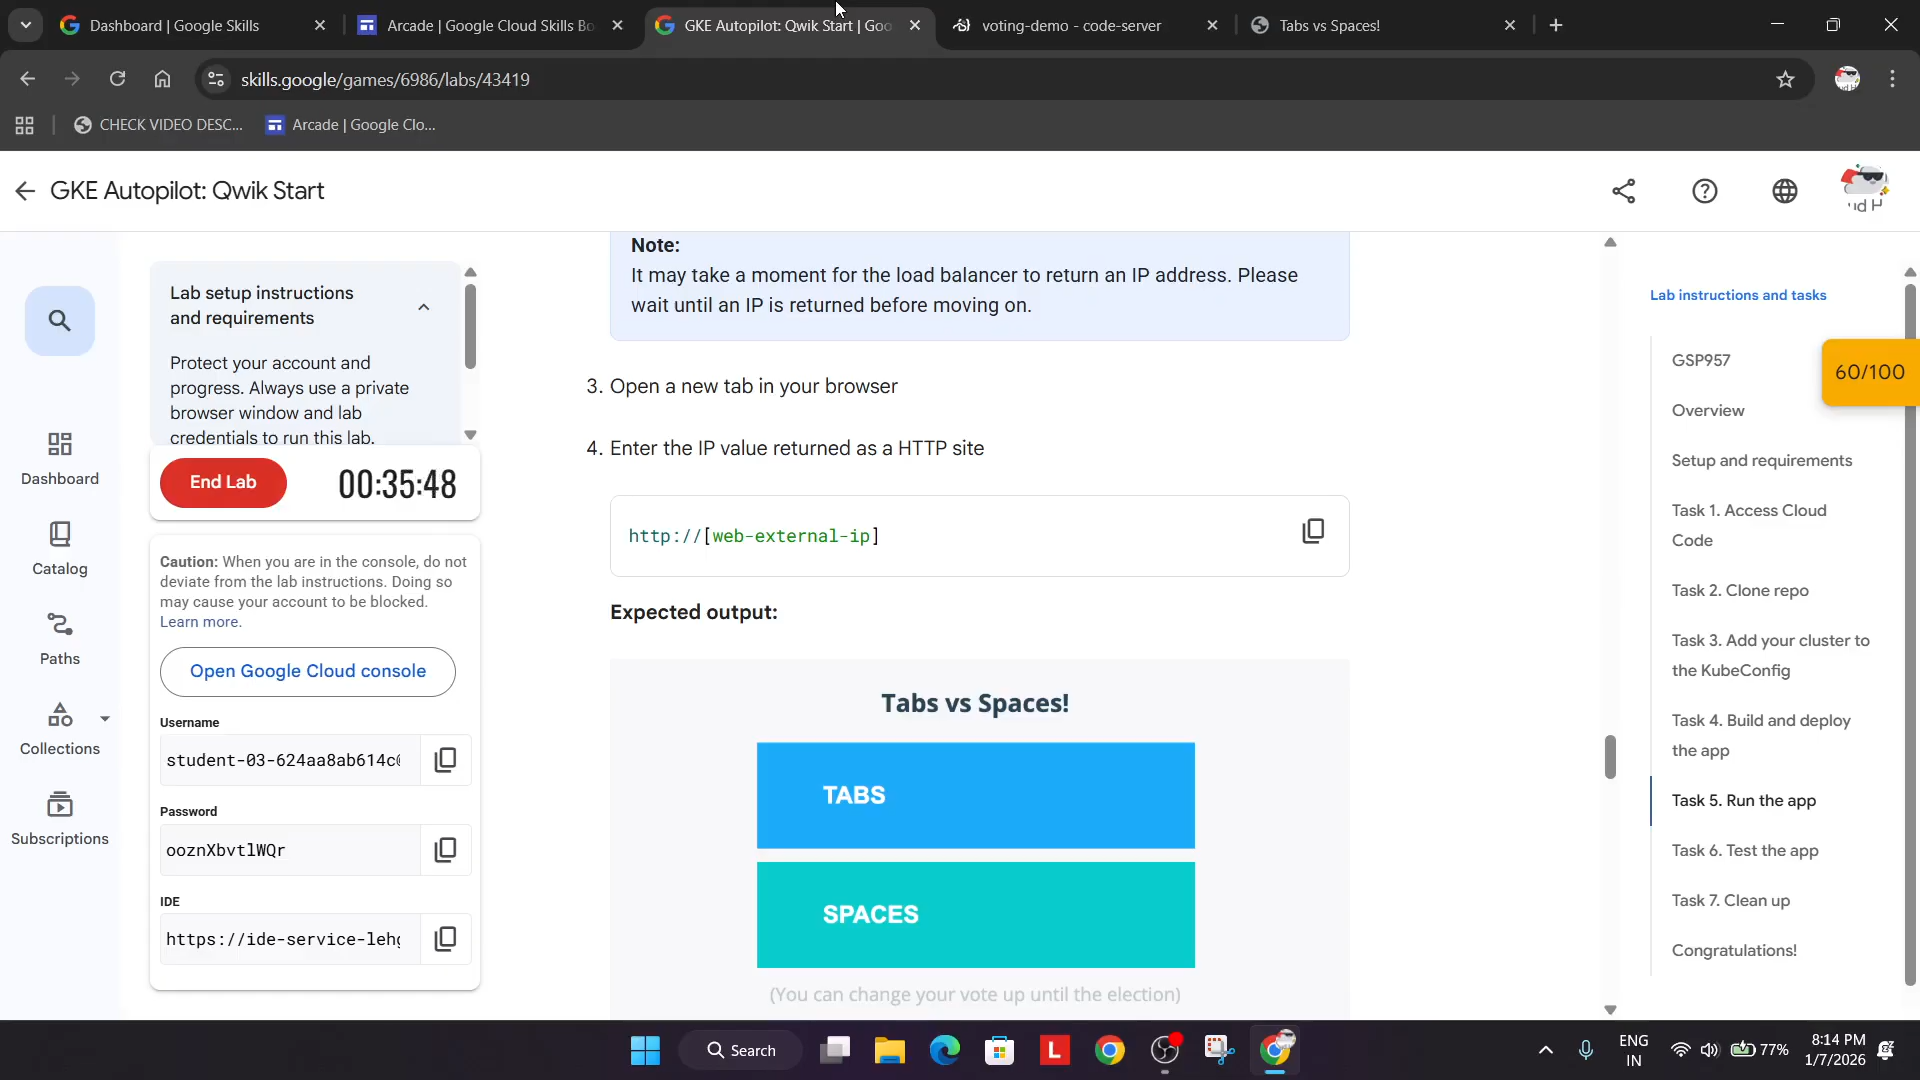 Dashboard | Google Skills
Arcade | Google Cloud Skills Bo
GKE Autopilot: Qwik Start | Goo
voting-demo - code-server
Tabs vs Spaces!
skills.google/games/6986/labs/43419
CHECK VIDEO DESC...
Arcade | Google Clo...
GKE Autopilot: Qwik Start
Dashboard
Catalog
Paths
Collections
Subscriptions
Lab setup instructions
and requirements
Protect your account and
progress. Always use a private
browser window and lab
credentials to run this lab.
End Lab
00:35:48
Caution: When you are in the console, do not
deviate from the lab instructions. Doing so
may cause your account to be blocked.
Learn more.
Open Google Cloud console
Username
student-03-624aa8ab614c
Password
ooznXbvtlWQr
IDE
https://ide-service-leh
Note:
It may take a moment for the load balancer to return an IP address. Please
wait until an IP is returned before moving on.
3. Open a new tab in your browser
4. Enter the IP value returned as a HTTP site
http://[web-external-ip]
Expected output:
Tabs vs Spaces!
TABS
SPACES
(You can change your vote up until the election)
Lab instructions and tasks
GSP957
60/100
Overview
Setup and requirements
Task 1. Access Cloud
Code
Task 2. Clone repo
Task 3. Add your cluster to
the KubeConfig
Task 4. Build and deploy
the app
Task 5. Run the app
Task 6. Test the app
Task 7. Clean up
Congratulations!
Search
L
ENG
IN
77%
8:14 PM
1/7/2026